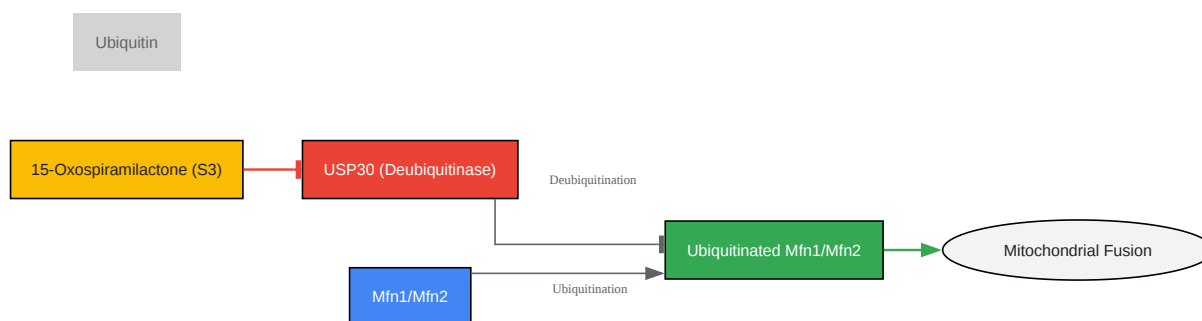 Ubiquitin
15-Oxospiramilactone (S3)
USP30 (Deubiquitinase)
Deubiquitination
Ubiquitinated Mfn1/Mfn2
Mitochondrial Fusion
Mfn1/Mfn2
Ubiquitination